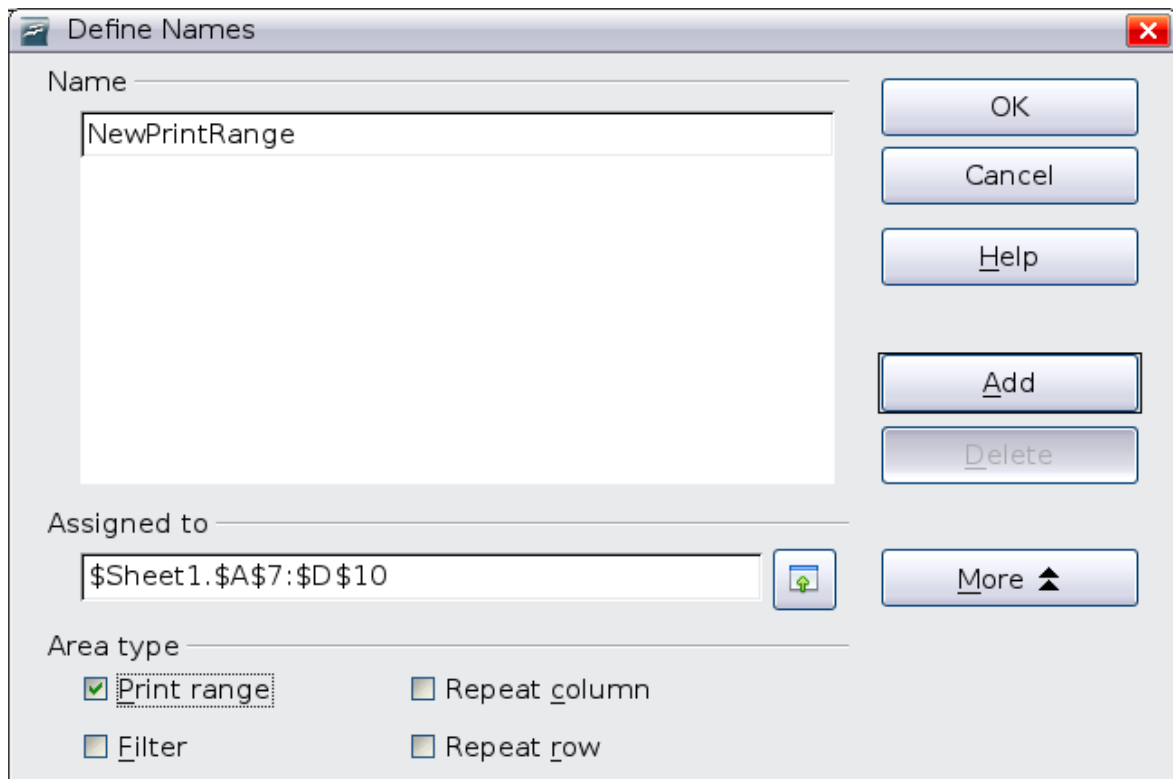 Define Names
Name
NewPrintRange
OK
Cancel
Help
Add
Delete
Assigned to
$Sheet1.$A$7:$D$10
More
Area type
Print range
Repeat column
Filter
Repeat row